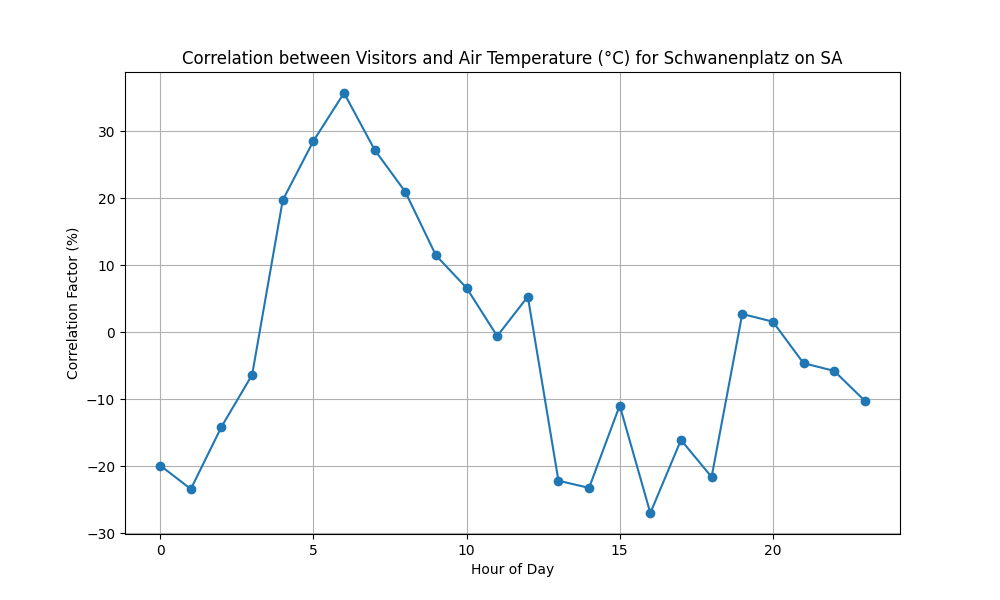 Correlation between Visitors and Air Temperature (°C) for Schwanenplatz on SA
Correlation Factor (%)
30
20
10
0
−10
−20
−30
0 5 10 15 20
Hour of Day